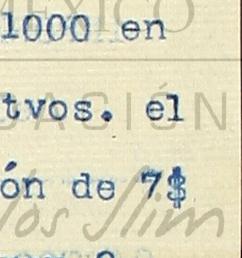 1000 en
tvos. el
ón de 7$